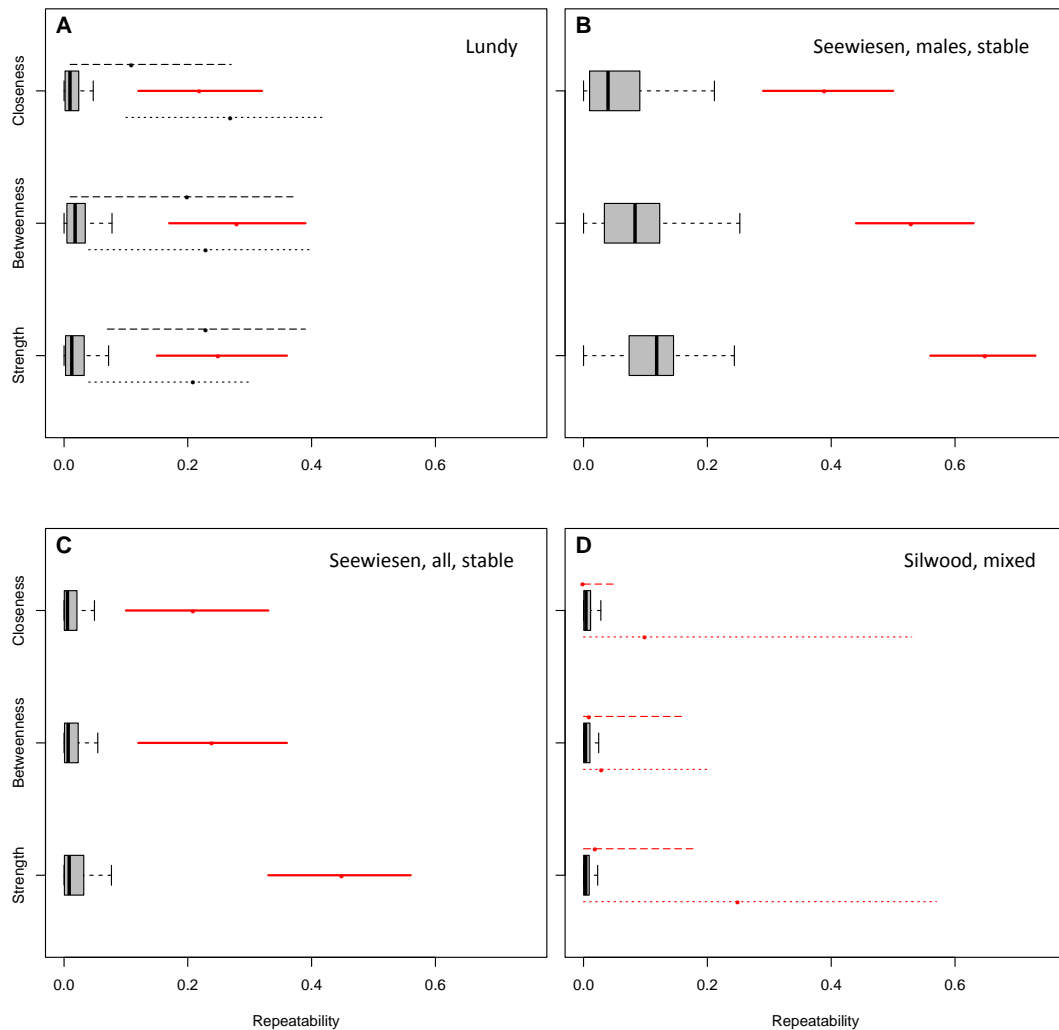 A
Lundy
Closeness
Betweenness
Strength
0.0 0.2 0.4 0.6
B
Seewiesen, males, stable
0.0 0.2 0.4 0.6
C
Seewiesen, all, stable
Closeness
Betweenness
Strength
0.0 0.2 0.4 0.6
Repeatability
D
Silwood, mixed
0.0 0.2 0.4 0.6
Repeatability